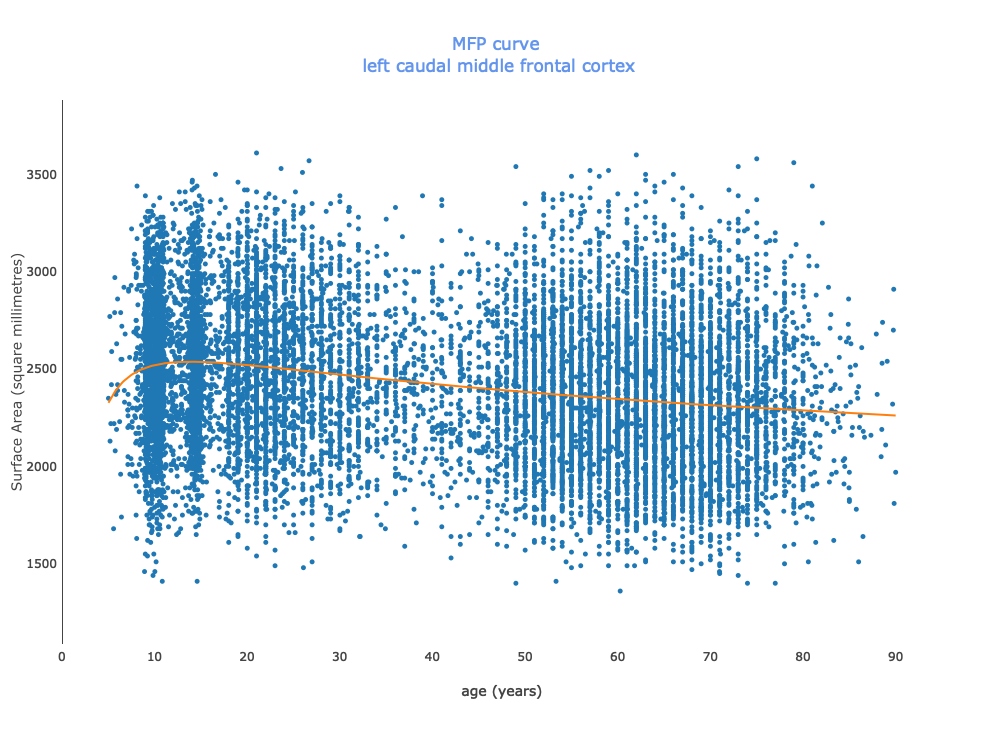 MFP curve
left caudal middle frontal cortex
Surface Area (square millimetres)
3500
3000
2500
2000
1500
0 10 20 30 40 50 60 70 80 90
age (years)